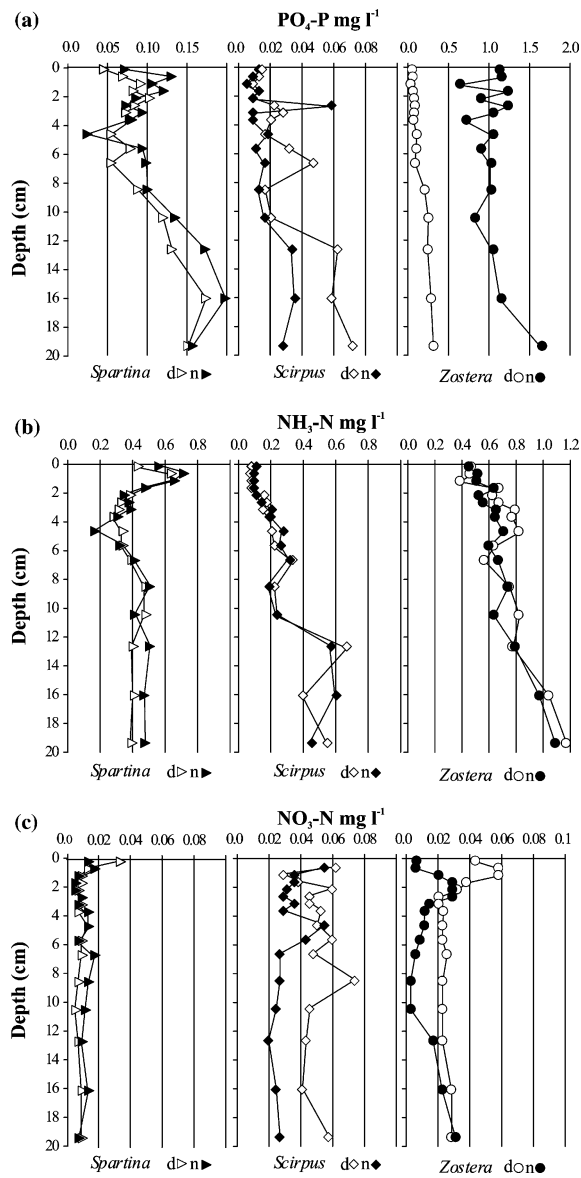 (a) PO₄-P mg l⁻¹
0.0 0.05 0.10 0.15 0.20 0.00 0.02 0.04 0.06 0.08 0.0 0.5 1.0 1.5 2.0
0
2
4
6
8
10
12
14
16
18
20
Depth (cm)
Spartina d▷n▶ Scirpus d◇n◆ Zostera d○n●
(b) NH₃-N mg l⁻¹
0.0 0.2 0.4 0.6 0.8 0.0 0.2 0.4 0.6 0.8 0.0 0.2 0.4 0.6 0.8 1.0 1.2
0
2
4
6
8
10
12
14
16
18
20
Depth (cm)
Spartina d▷n▶ Scirpus d◇n◆ Zostera d○n●
(c) NO₃-N mg l⁻¹
0.00 0.02 0.04 0.06 0.08 0.00 0.02 0.04 0.06 0.08 0.00 0.02 0.04 0.06 0.08 0.1
0
2
4
6
8
10
12
14
16
18
20
Depth (cm)
Spartina d▷n▶ Scirpus d◇n◆ Zostera d○n●